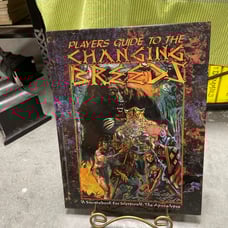 PLAYERS GUIDE TO THE
CHANGING
BREEDS
A Sourcebook for Werewolf: The Apocalypse